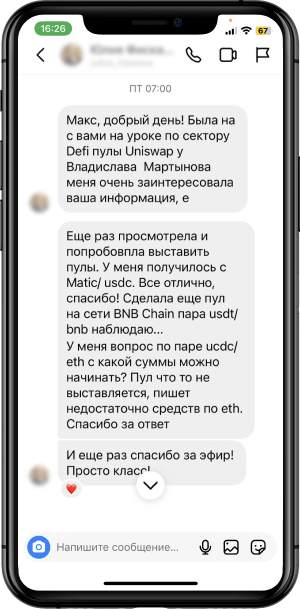 16:26
67
ПТ 07:00
Макс, добрый день! Была на
с вами на уроке по сектору
Defi пулы Uniswap у
Владислава Мартынова
меня очень заинтересовала
ваша информация, е
Еще раз просмотрела и
попробовпла выставить
пулы. У меня получилось с
Matic/ usdc. Все отлично,
спасибо! Сделала еще пул
на сети BNB Chain пара usdt/
bnb наблюдаю...
У меня вопрос по паре ucdc/
eth с какой суммы можно
начинать? Пул что то не
выставляется, пишет
недостаточно средств по eth.
Спасибо за ответ
И еще раз спасибо за эфир!
Просто класс!
Напишите сообщение...